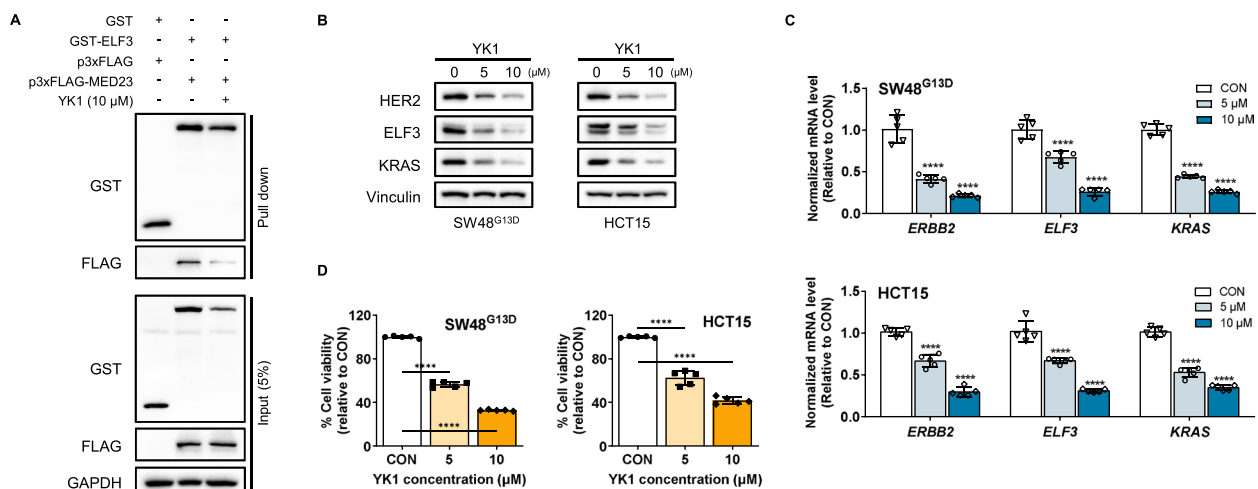 A
GST + - -
GST-ELF3 - + +
p3xFLAG + - -
p3xFLAG-MED23 - + +
YK1 (10 µM) - - +
GST
FLAG
Pull down
GST
FLAG
GAPDH
Input (5%)
B
YK1 YK1
0 5 10 (µM) 0 5 10 (µM)
HER2
ELF3
KRAS
Vinculin
SW48G13D HCT15
C
SW48G13D
Normalized mRNA level
(Relative to CON)
1.5
1.0
0.5
0.0
CON
5 µM
10 µM
**** **** **** **** **** ****
ERBB2 ELF3 KRAS
HCT15
Normalized mRNA level
(Relative to CON)
1.5
1.0
0.5
0.0
CON
5 µM
10 µM
**** **** **** **** **** ****
ERBB2 ELF3 KRAS
D
SW48G13D
% Cell viability
(relative to CON)
120
80
40
0
****
****
CON 5 10
YK1 concentration (µM)
HCT15
% Cell viability
(relative to CON)
120
80
40
0
****
****
CON 5 10
YK1 concentration (µM)